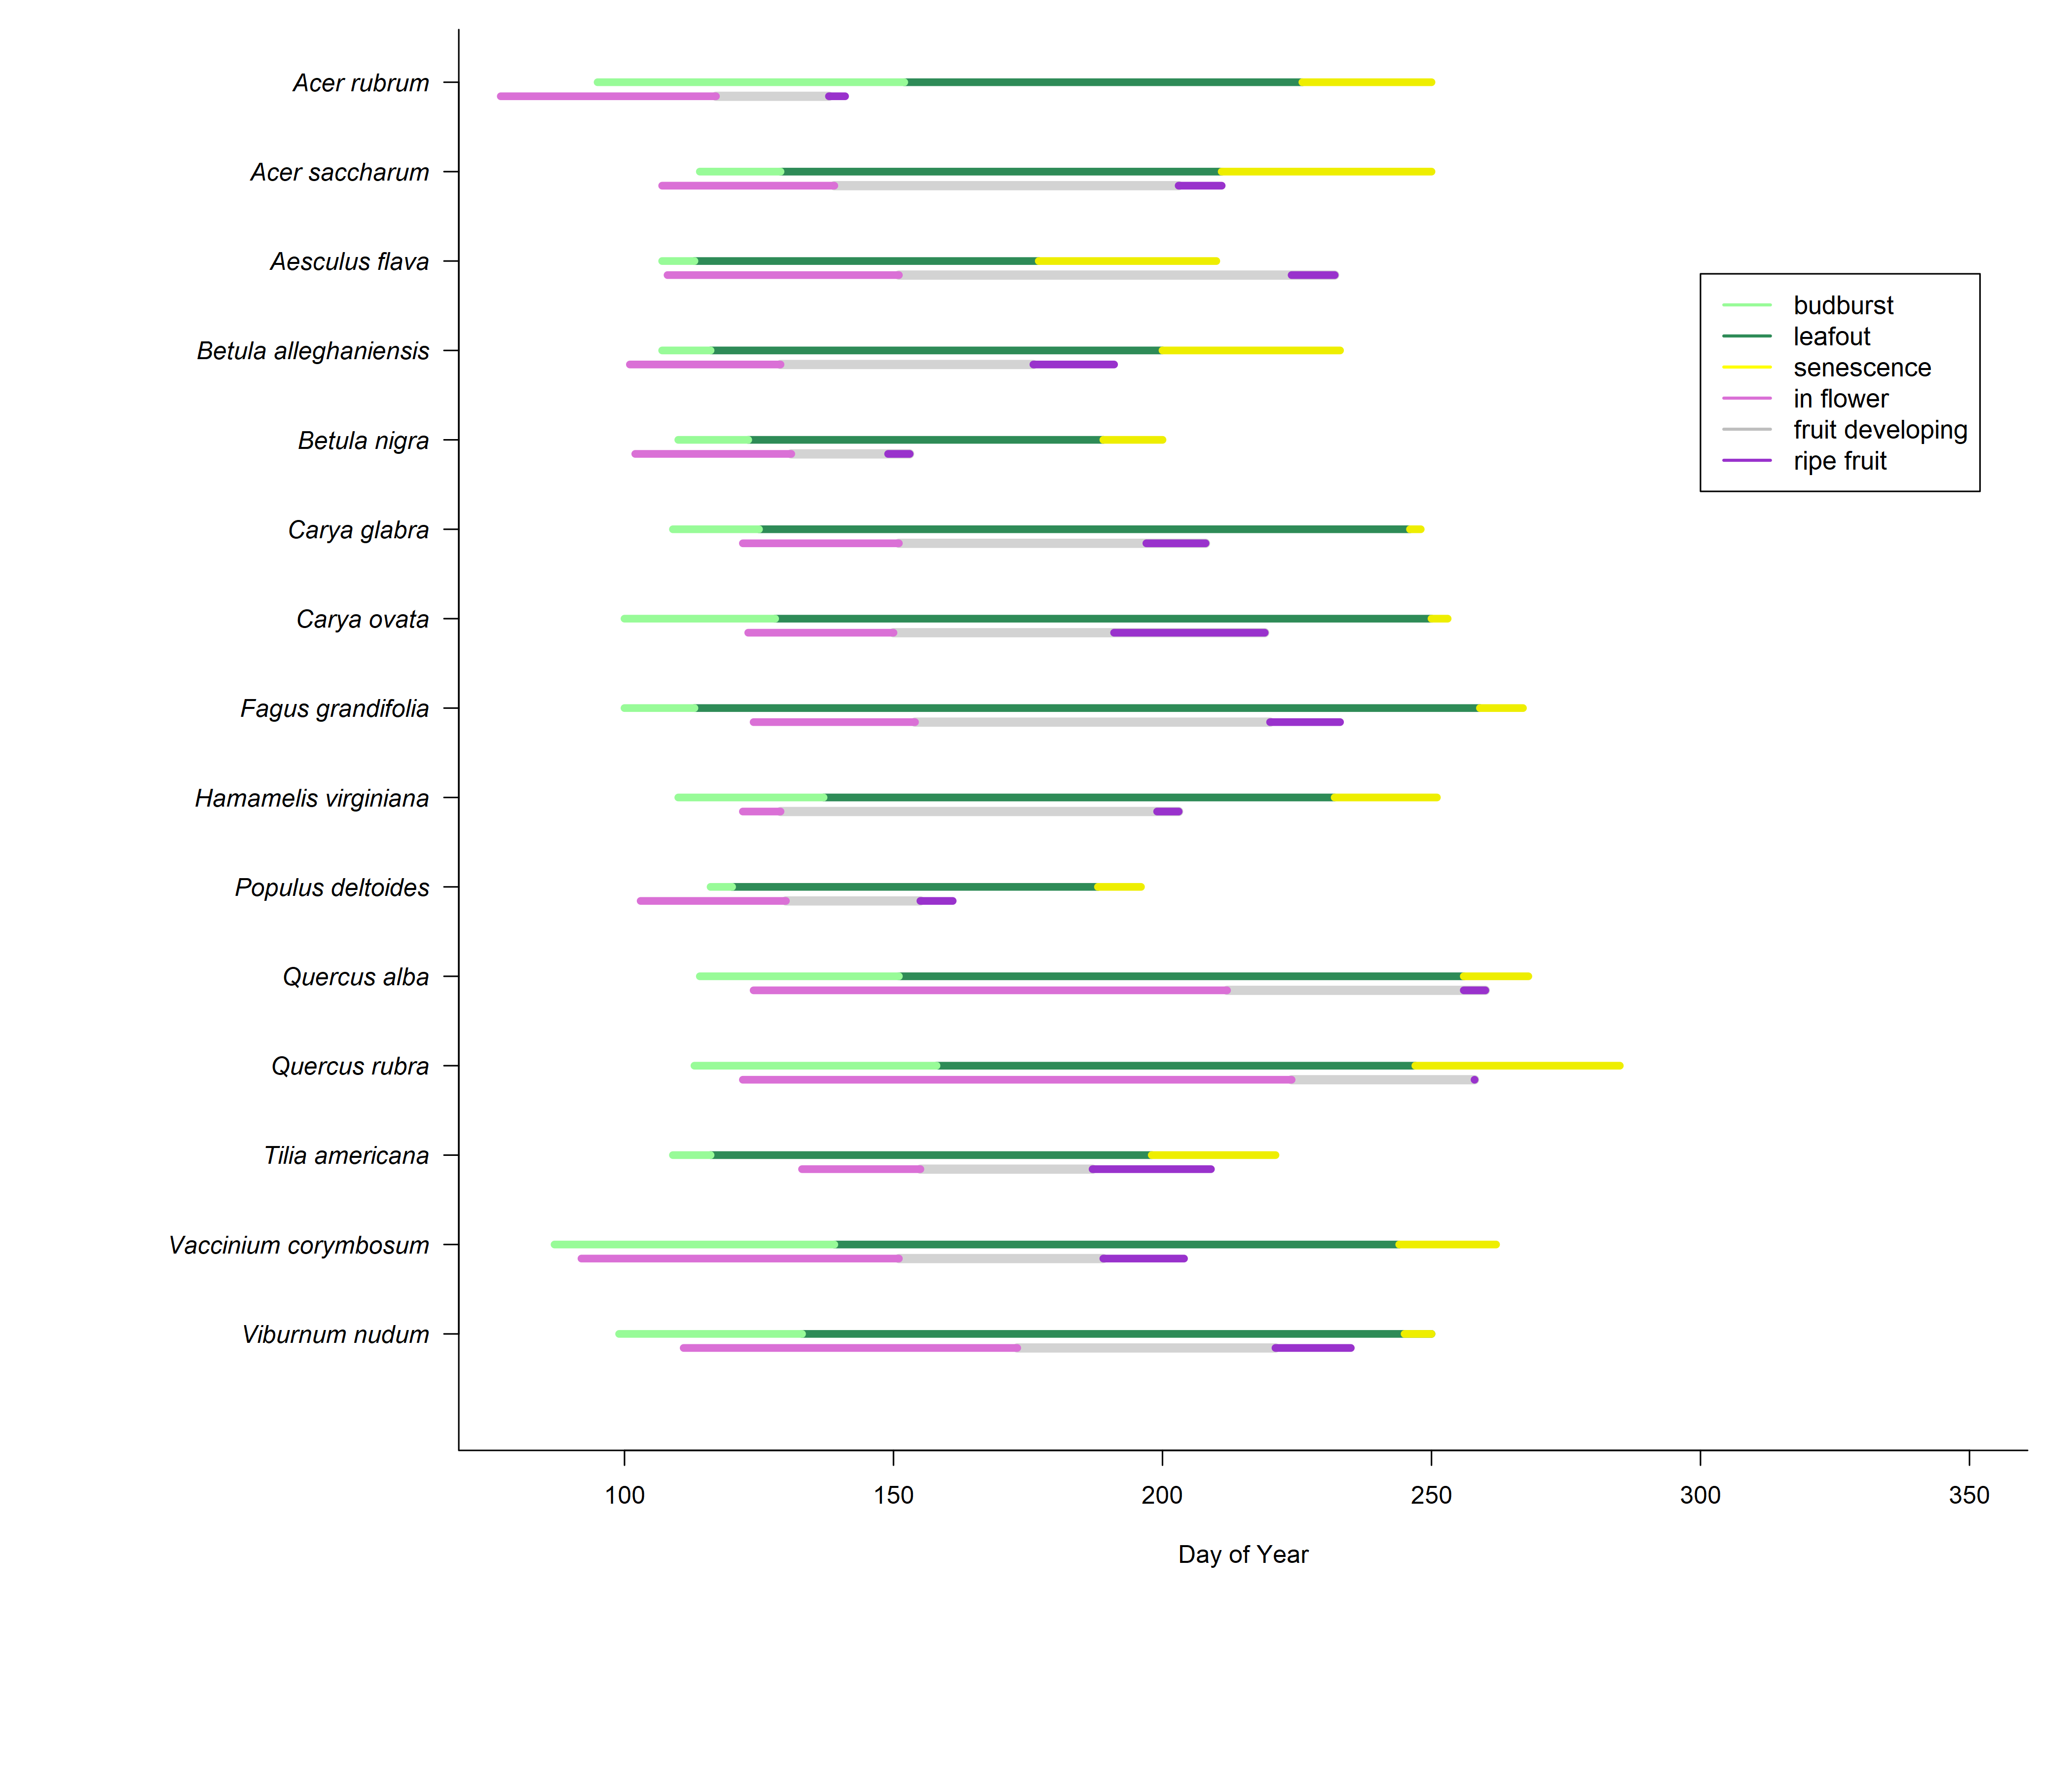 Acer rubrum
Acer saccharum
Aesculus flava
Betula alleghaniensis
Betula nigra
Carya glabra
Carya ovata
Fagus grandifolia
Hamamelis virginiana
Populus deltoides
Quercus alba
Quercus rubra
Tilia americana
Vaccinium corymbosum
Viburnum nudum
budburst
leafout
senescence
in flower
fruit developing
ripe fruit
100 150 200 250 300 350
Day of Year